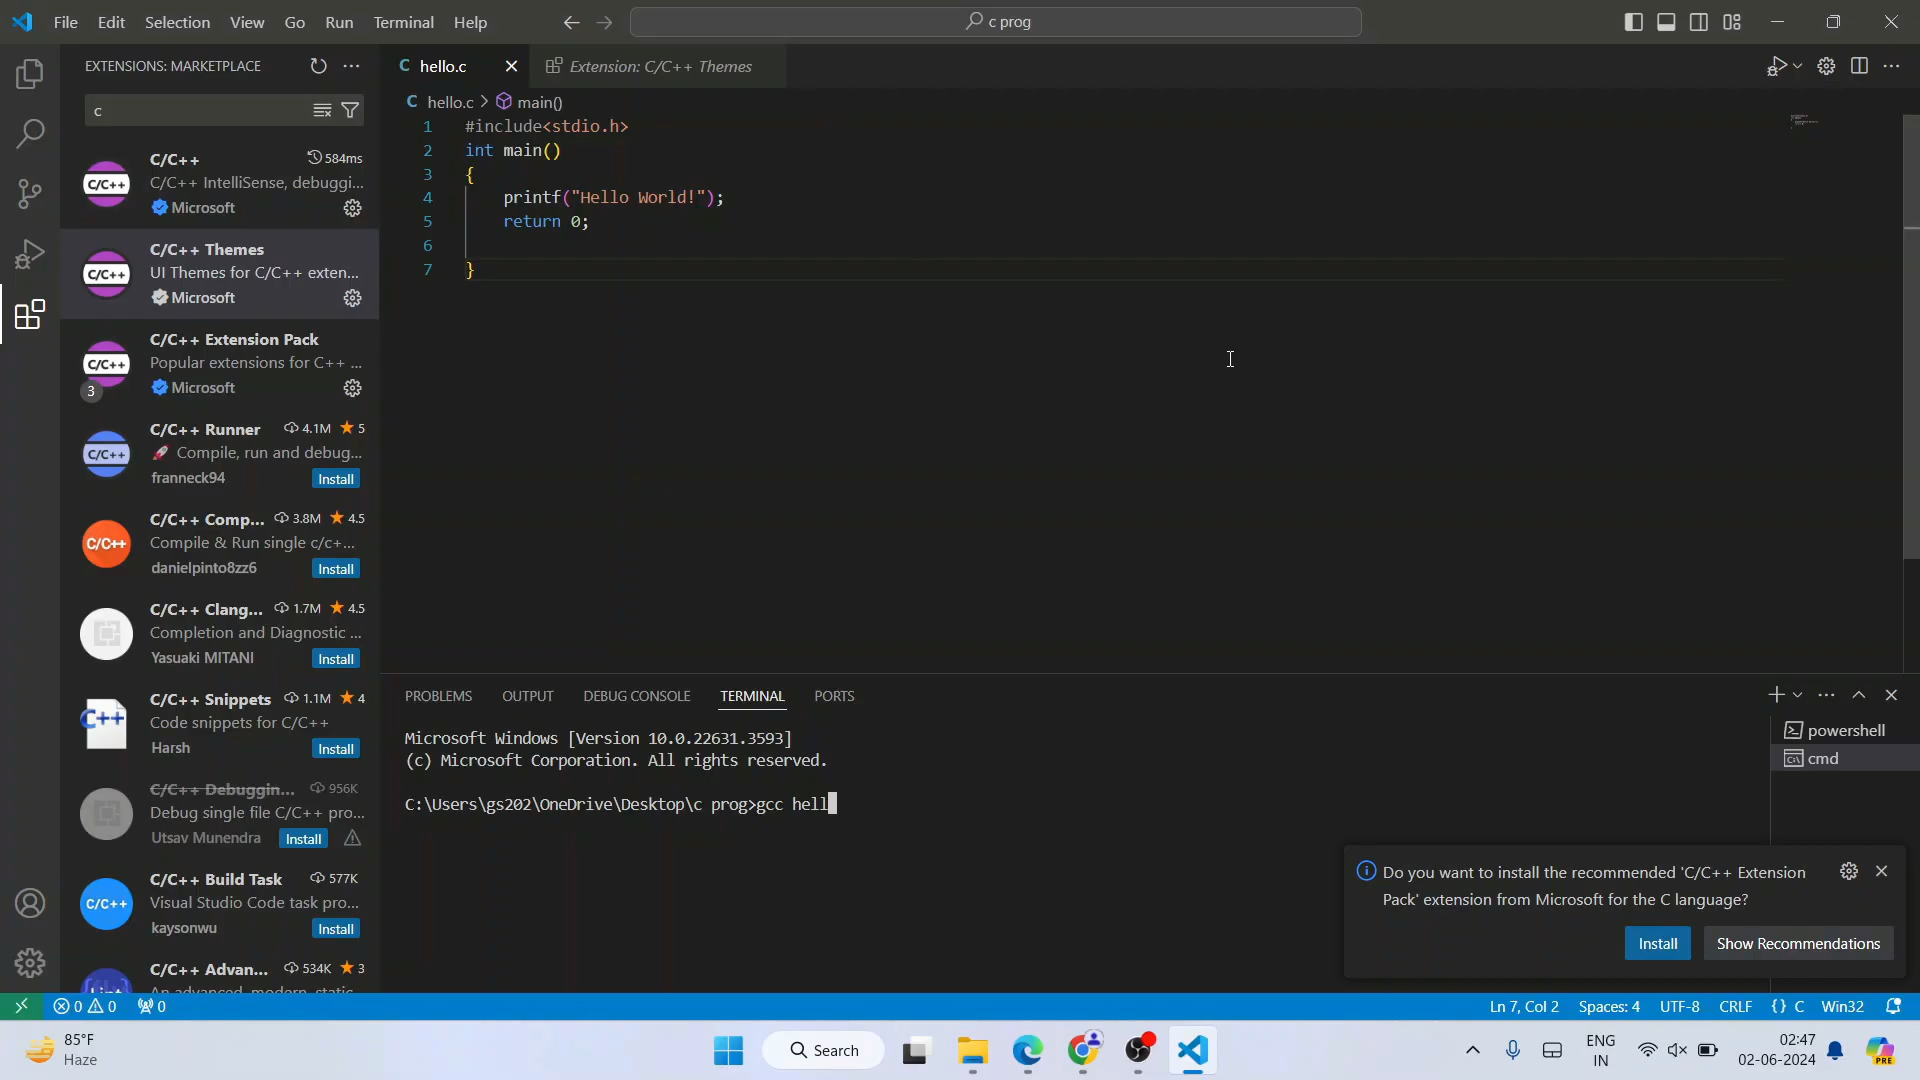 File Edit Selection View Go Run Terminal Help
c prog
EXTENSIONS: MARKETPLACE
c
C/C++ 584ms
C/C++ IntelliSense, debuggi...
Microsoft
C/C++ Themes
UI Themes for C/C++ exten...
Microsoft
C/C++ Extension Pack
Popular extensions for C++ ...
Microsoft
3
C/C++ Runner 4.1M 5
🚀 Compile, run and debug...
franneck94 Install
C/C++ Comp... 3.8M 4.5
Compile & Run single c/c+...
danielpinto8zz6 Install
C/C++ Clang... 1.7M 4.5
Completion and Diagnostic ...
Yasuaki MITANI Install
C/C++ Snippets 1.1M 4
Code snippets for C/C++
Harsh Install
C/C++ Debuggin... 956K
Debug single file C/C++ pro...
Utsav Munendra Install
C/C++ Build Task 577K
Visual Studio Code task pro...
kaysonwu Install
C/C++ Advan... 534K 3
An advanced, modern, static
C hello.c Extension: C/C++ Themes
C hello.c > main()
1 #include<stdio.h>
2 int main()
3 {
4 printf("Hello World!");
5 return 0;
6
7 }
PROBLEMS OUTPUT DEBUG CONSOLE TERMINAL PORTS
Microsoft Windows [Version 10.0.22631.3593]
(c) Microsoft Corporation. All rights reserved.
C:\Users\gs202\OneDrive\Desktop\c prog>gcc hell
powershell
cmd
Do you want to install the recommended 'C/C++ Extension
Pack' extension from Microsoft for the C language?
Install Show Recommendations
0 0 0
Ln 7, Col 2 Spaces: 4 UTF-8 CRLF {} C Win32
85°F
Haze
Search
ENG
IN
02:47
02-06-2024
PRE